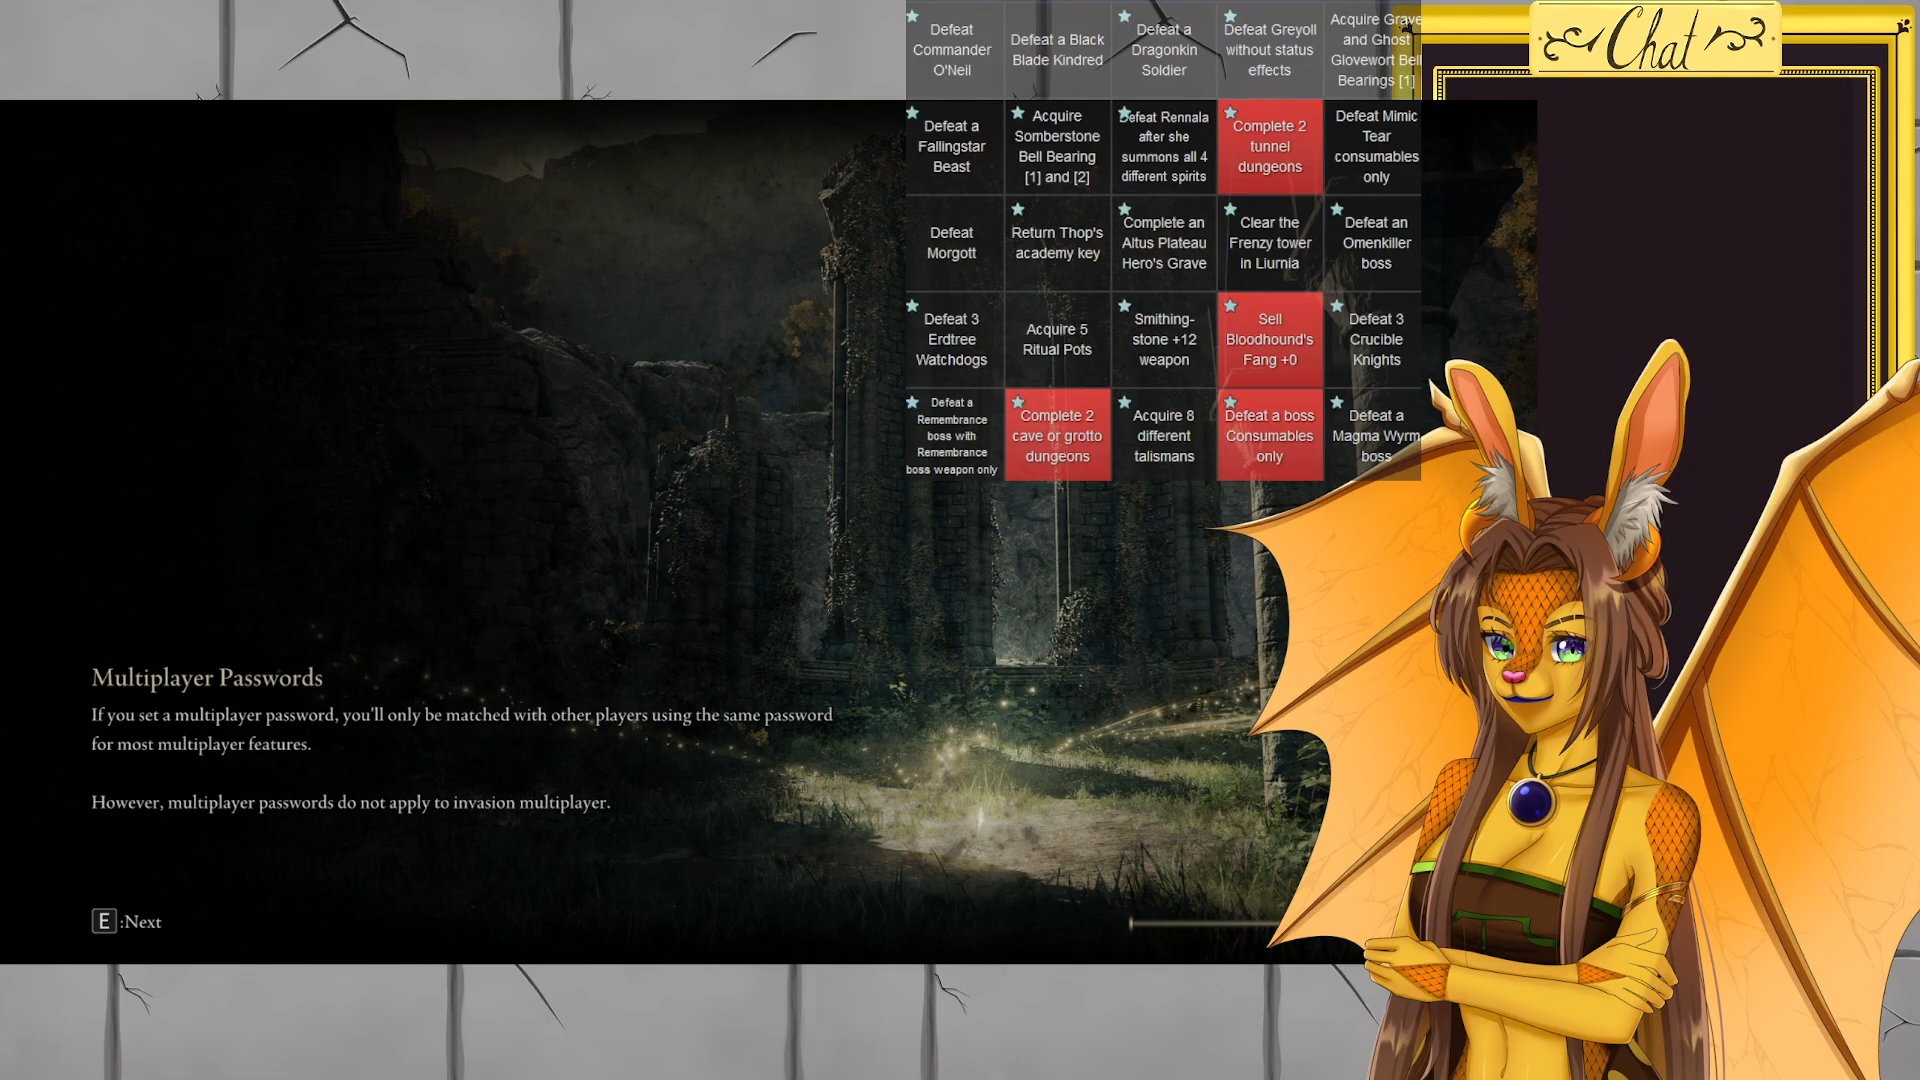 Chat
Defeat
Commander
O'Neil
Defeat a Black
Blade Kindred
Defeat a
Dragonkin
Soldier
Defeat Greyoll
without status
effects
Acquire Grave
and Ghost
Glovewort Bell
Bearings [1]
Defeat a
Fallingstar
Beast
Acquire
Somberstone
Bell Bearing
[1] and [2]
Defeat Rennala
after she
summons all 4
different spirits
Complete 2
tunnel
dungeons
Defeat Mimic
Tear
consumables
only
Defeat
Morgott
Return Thop's
academy key
Complete an
Altus Plateau
Hero's Grave
Clear the
Frenzy tower
in Liurnia
Defeat an
Omenkiller
boss
Defeat 3
Erdtree
Watchdogs
Acquire 5
Ritual Pots
Smithing-
stone +12
weapon
Sell
Bloodhound's
Fang +0
Defeat 3
Crucible
Knights
Defeat a
Remembrance
boss with
Remembrance
boss weapon only
Complete 2
cave or grotto
dungeons
Acquire 8
different
talismans
Defeat a boss
Consumables
only
Defeat a
Magma Wyrm
boss
Multiplayer Passwords
If you set a multiplayer password, you'll only be matched with other players using the same password
for most multiplayer features.
However, multiplayer passwords do not apply to invasion multiplayer.
E :Next